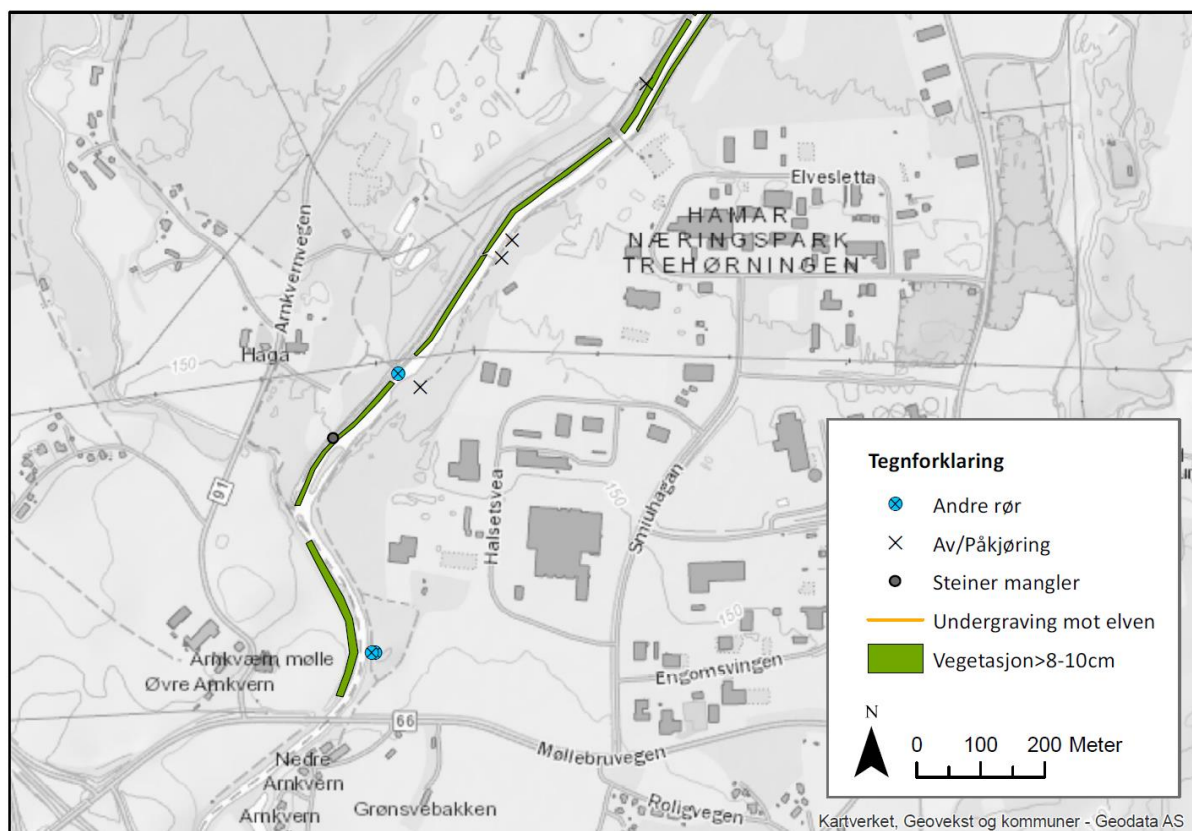 Elvesletta
HAMAR
NÆRINGSPARK
TREHØRNINGEN
Arnkvernvegen
Haga
150
91
Halsetsvea
Smiuhagan
150
150
Arnkværn mølle
Øvre Arnkvern
Engomsvingen
66
Møllebruvegen
Nedre
Arnkvern
Arnkvern
Grønsvebakken
Roligvegen
Tegnforklaring
Andre rør
Av/Påkjøring
Steiner mangler
Undergraving mot elven
Vegetasjon>8-10cm
N
0 100 200 Meter
Kartverket, Geovekst og kommuner - Geodata AS